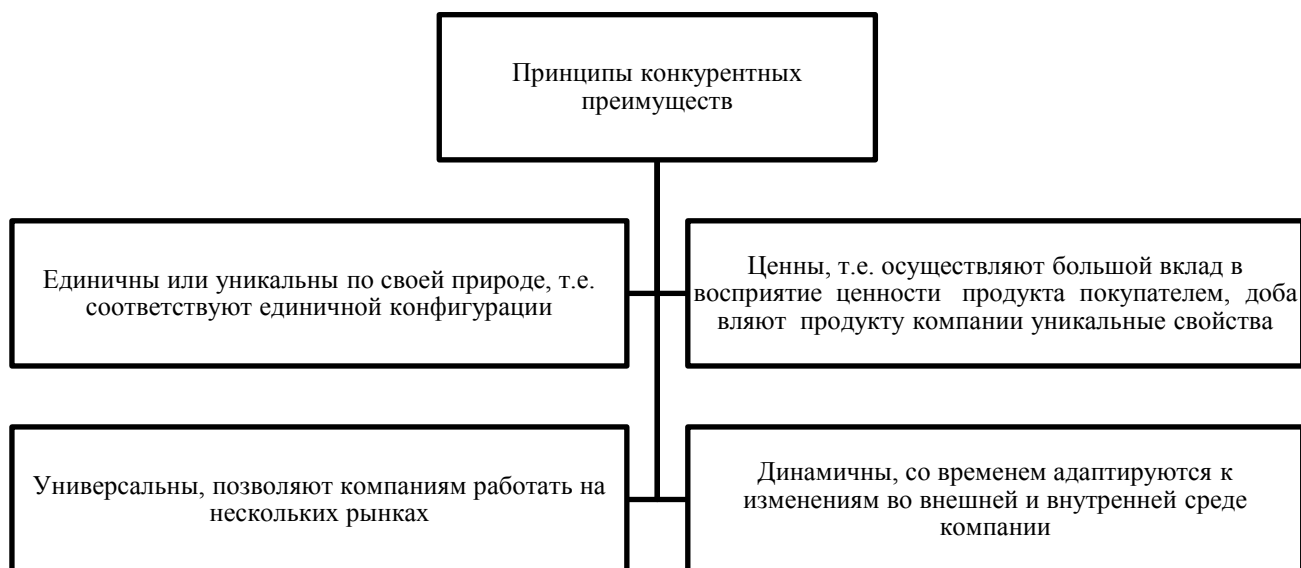 Принципы конкурентных
преимуществ
Единичны или уникальны по своей природе, т.е.
соответствуют единичной конфигурации
Ценны, т.е. осуществляют большой вклад в
восприятие ценности продукта покупателем, доба
вляют продукту компании уникальные свойства
Универсальны, позволяют компаниям работать на
нескольких рынках
Динамичны, со временем адаптируются к
изменениям во внешней и внутренней среде
компании